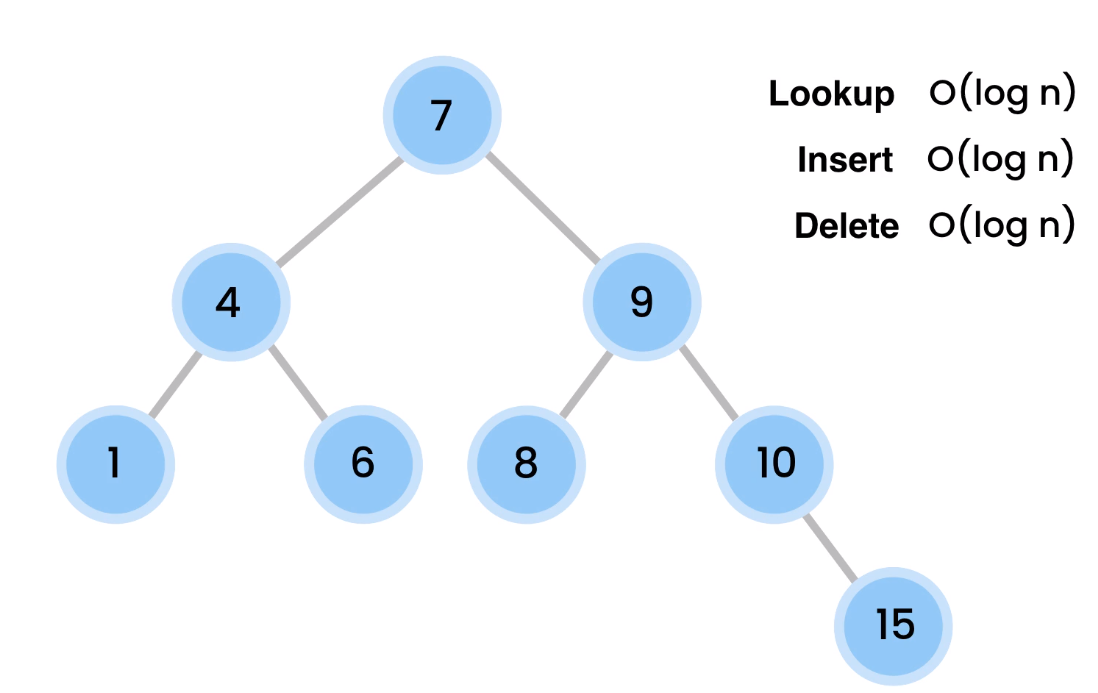 7
Lookup O(log n)
Insert O(log n)
Delete O(log n)
4 9
1 6 8 10
15